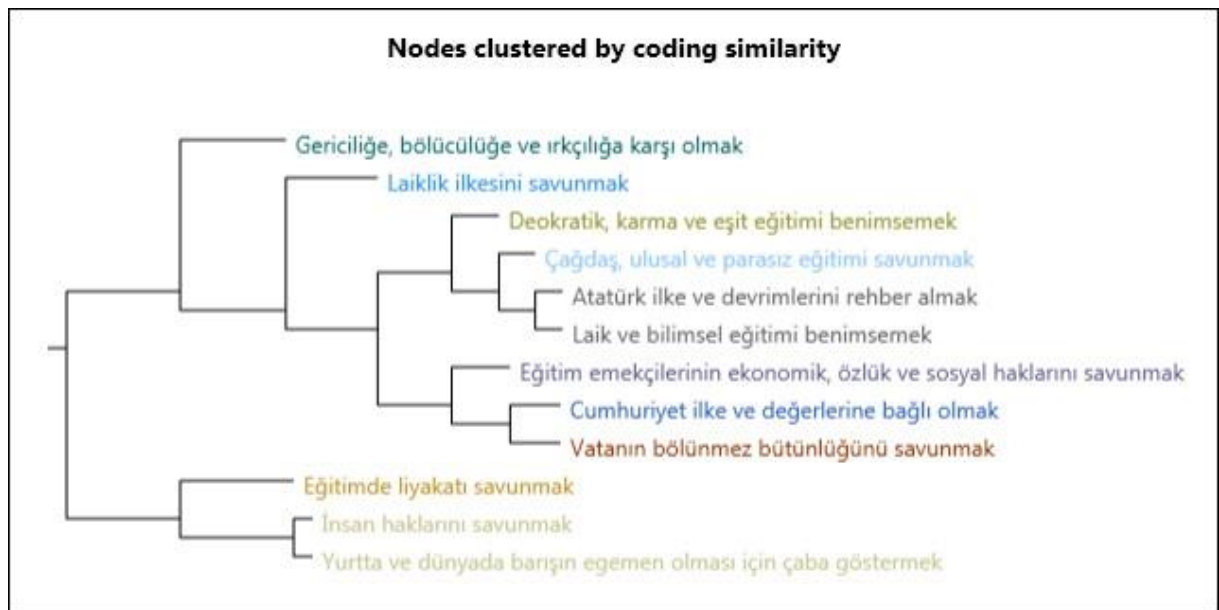 Nodes clustered by coding similarity
Gericiliğe, bölücülüğe ve ırkçılığa karşı olmak
Laiklik ilkesini savunmak
Deokratik, karma ve eşit eğitimi benimsemek
Çağdaş, ulusal ve parasız eğitimi savunmak
Atatürk ilke ve devrimlerini rehber almak
Laik ve bilimsel eğitimi benimsemek
Eğitim emekçilerinin ekonomik, özlük ve sosyal haklarını savunmak
Cumhuriyet ilke ve değerlerine bağlı olmak
Vatanın bölünmez bütünlüğünü savunmak
Eğitimde liyakatı savunmak
İnsan haklarını savunmak
Yurtta ve dünyada barışın egemen olması için çaba göstermek